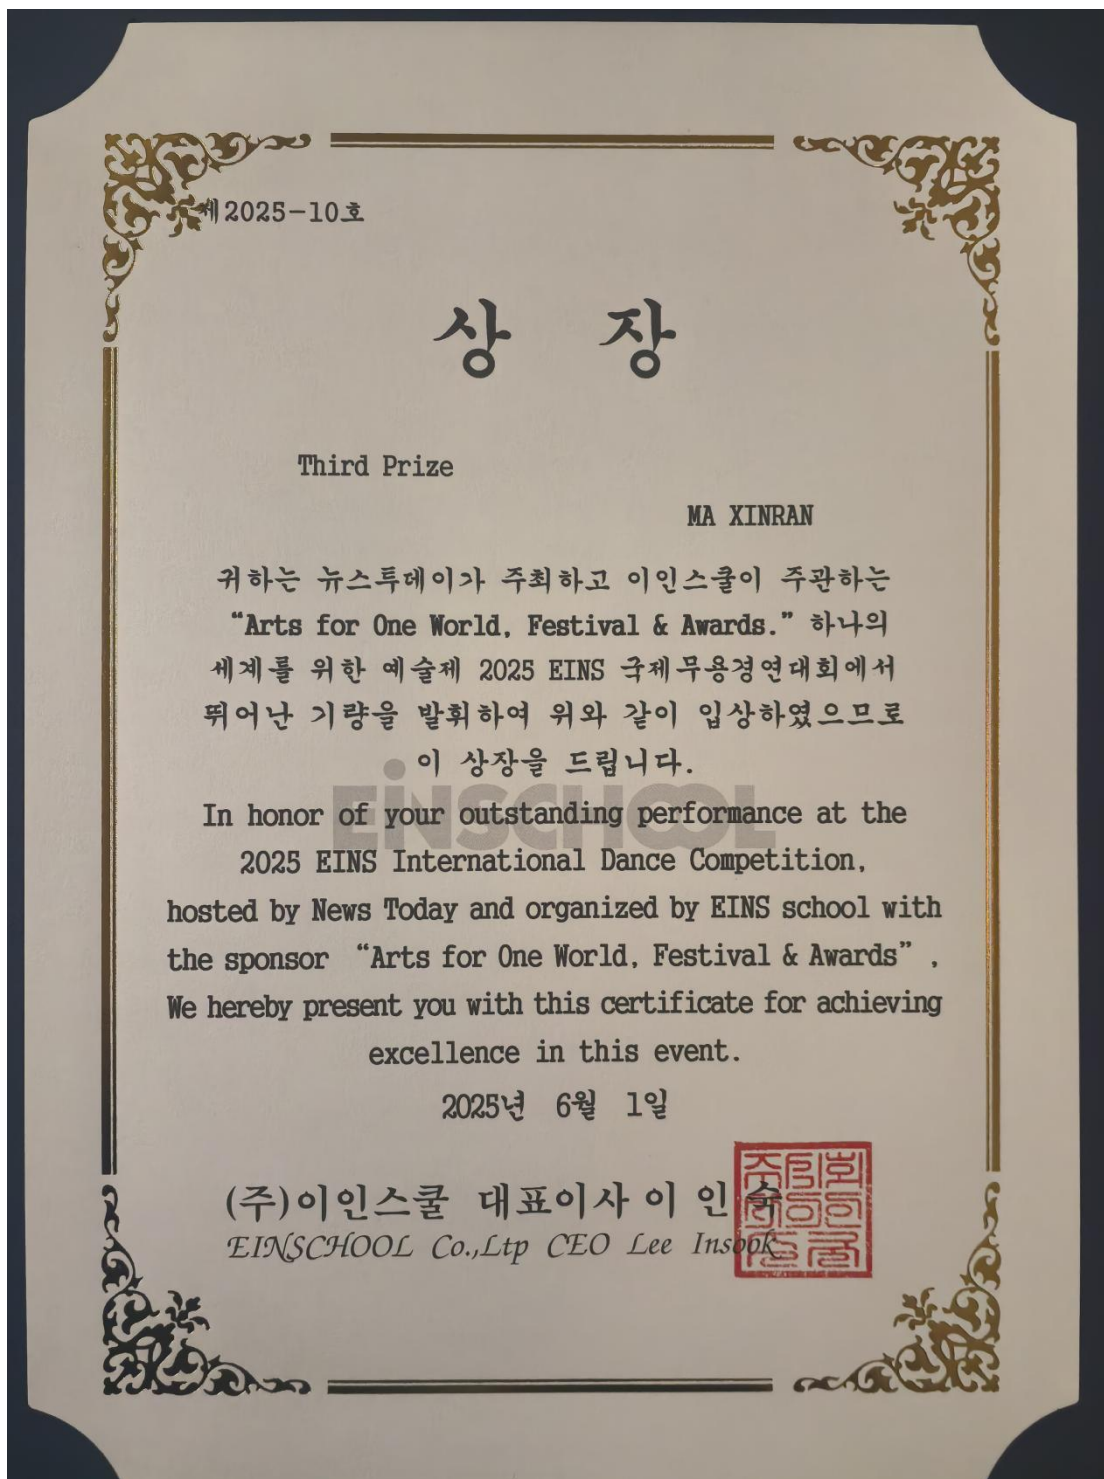 제2025-10호
상 장
Third Prize
MA XINRAN
귀하는 뉴스투데이가 주최하고 이인스쿨이 주관하는
“Arts for One World, Festival & Awards.” 하나의
세계를 위한 예술제 2025 EINS 국제무용경연대회에서
뛰어난 기량을 발휘하여 위와 같이 입상하였으므로
이 상장을 드립니다.
EiNSCHOOL
In honor of your outstanding performance at the
2025 EINS International Dance Competition,
hosted by News Today and organized by EINS school with
the sponsor “Arts for One World, Festival & Awards”,
We hereby present you with this certificate for achieving
excellence in this event.
2025년 6월 1일
(주)이인스쿨 대표이사 이 인 숙
EINSCHOOL Co.,Ltp CEO Lee Insook